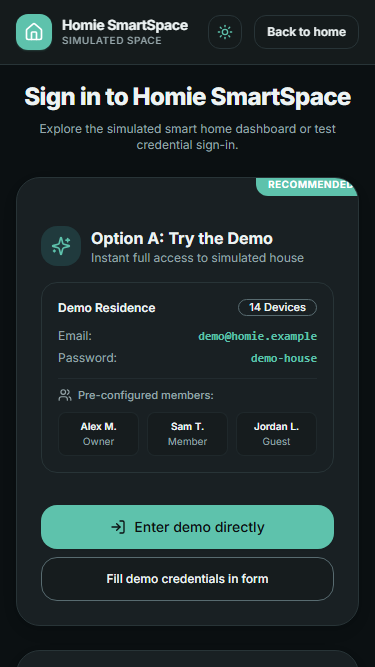 Homie SmartSpace
SIMULATED SPACE
Back to home
Sign in to Homie SmartSpace
Explore the simulated smart home dashboard or test
credential sign-in.
RECOMMENDED
Option A: Try the Demo
Instant full access to simulated house
Demo Residence
14 Devices
Email:
demo@homie.example
Password:
demo-house
Pre-configured members:
Alex M.
Owner
Sam T.
Member
Jordan L.
Guest
Enter demo directly
Fill demo credentials in form